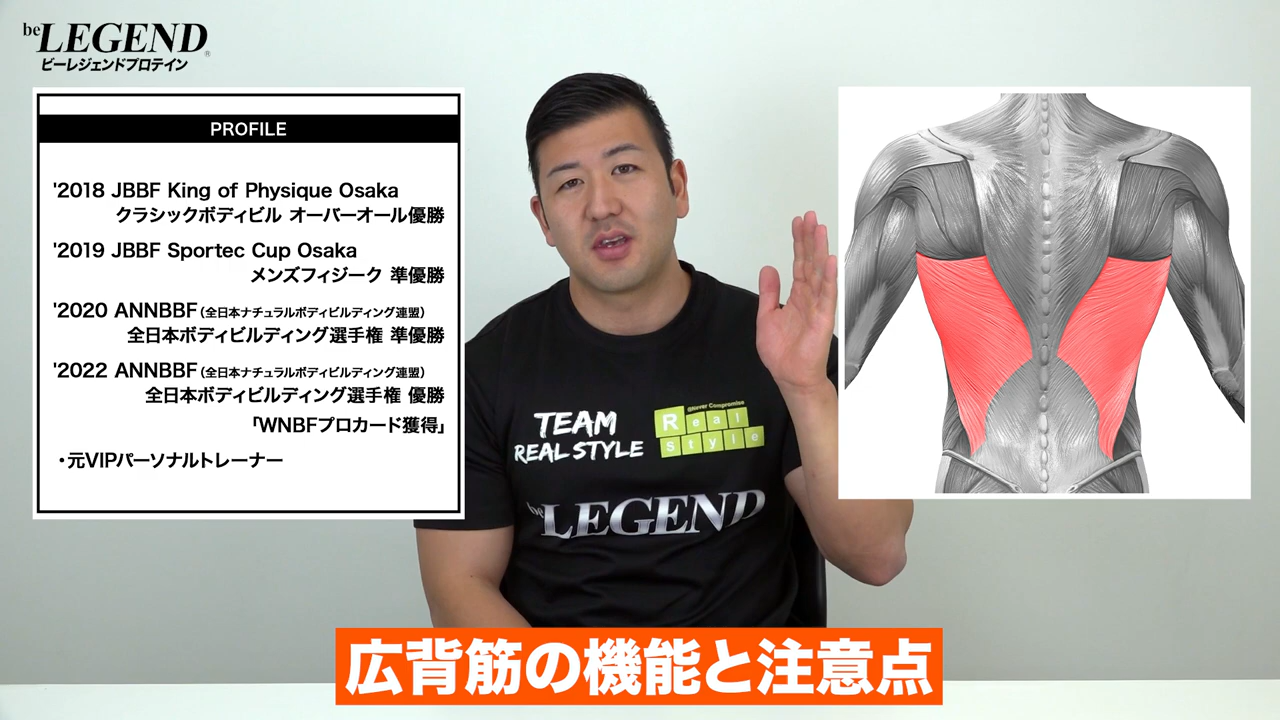 be LEGEND®
ビーレジェンドプロテイン
PROFILE
'2018 JBBF King of Physique Osaka
クラシックボディビル オーバーオール優勝
'2019 JBBF Sportec Cup Osaka
メンズフィジーク 準優勝
'2020 ANNBBF（全日本ナチュラルボディビルディング連盟）
全日本ボディビルディング選手権 準優勝
'2022 ANNBBF（全日本ナチュラルボディビルディング連盟）
全日本ボディビルディング選手権 優勝
「WNBFプロカード獲得」
・元VIPパーソナルトレーナー
TEAM
REAL STYLE
@Never Compromise
Real
style
be LEGEND
広背筋の機能と注意点